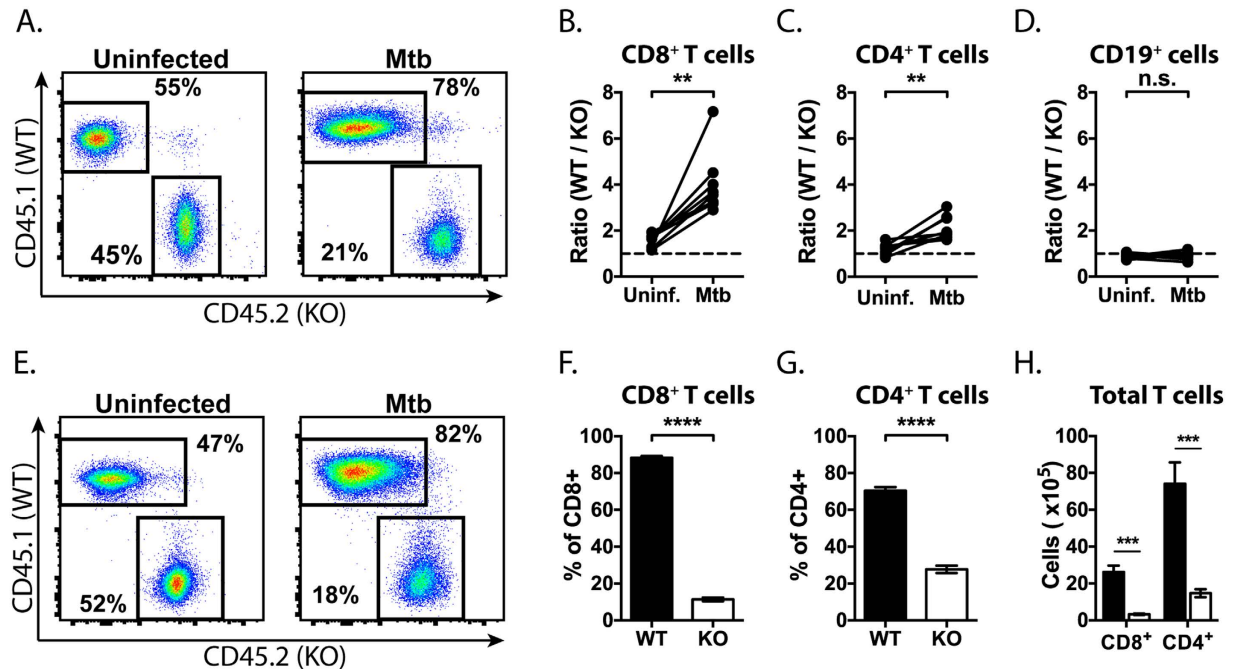 A.
Uninfected
55%
45%
Mtb
78%
21%
CD45.1 (WT)
CD45.2 (KO)
B.
CD8+ T cells
**
Ratio (WT / KO)
8
6
4
2
0
Uninf. Mtb
C.
CD4+ T cells
**
Ratio (WT / KO)
8
6
4
2
0
Uninf. Mtb
D.
CD19+ cells
n.s.
Ratio (WT / KO)
8
6
4
2
0
Uninf. Mtb
E.
Uninfected
47%
52%
Mtb
82%
18%
CD45.1 (WT)
CD45.2 (KO)
F.
CD8+ T cells
****
% of CD8+
100
80
60
40
20
0
WT KO
G.
CD4+ T cells
****
% of CD4+
100
80
60
40
20
0
WT KO
H.
Total T cells
***
***
Cells ( x10⁵)
100
80
60
40
20
0
CD8+ CD4+